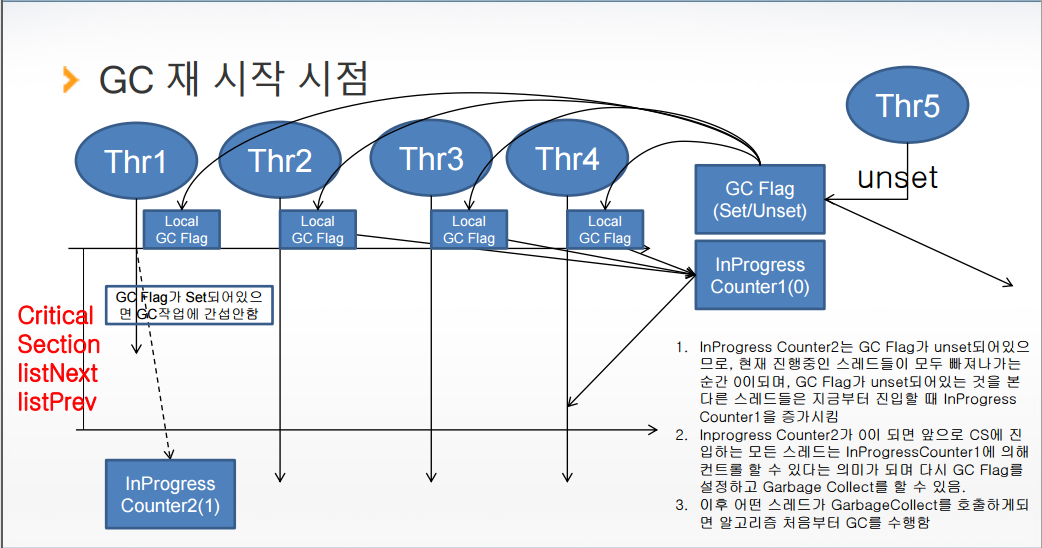 GC 재 시작 시점
Thr1
Thr2
Thr3
Thr4
Thr5
unset
Local
GC Flag
Local
GC Flag
Local
GC Flag
Local
GC Flag
GC Flag
(Set/Unset)
InProgress
Counter1(0)
GC Flag가 Set되어있으
면 GC작업에 간섭안함
Critical
Section
listNext
listPrev
InProgress
Counter2(1)
1. InProgress Counter2는 GC Flag가 unset되어있으
므로, 현재 진행중인 스레드들이 모두 빠져나가는
순간 0이되며, GC Flag가 unset되어있는 것을 본
다른 스레드들은 지금부터 진입할 때 InProgress
Counter1을 증가시킴
2. Inprogress Counter2가 0이 되면 앞으로 CS에 진
입하는 모든 스레드는 InProgressCounter1에 의해
컨트롤 할 수 있다는 의미가 되며 다시 GC Flag를
설정하고 Garbage Collect를 할 수 있음.
3. 이후 어떤 스레드가 GarbageCollect를 호출하게되
면 알고리즘 처음부터 GC를 수행함